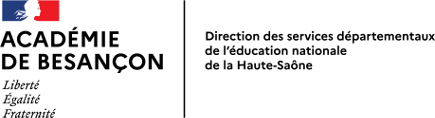 ACADÉMIE
DE BESANÇON
Liberté
Égalité
Fraternité
Direction des services départementaux
de l'éducation nationale
de la Haute-Saône